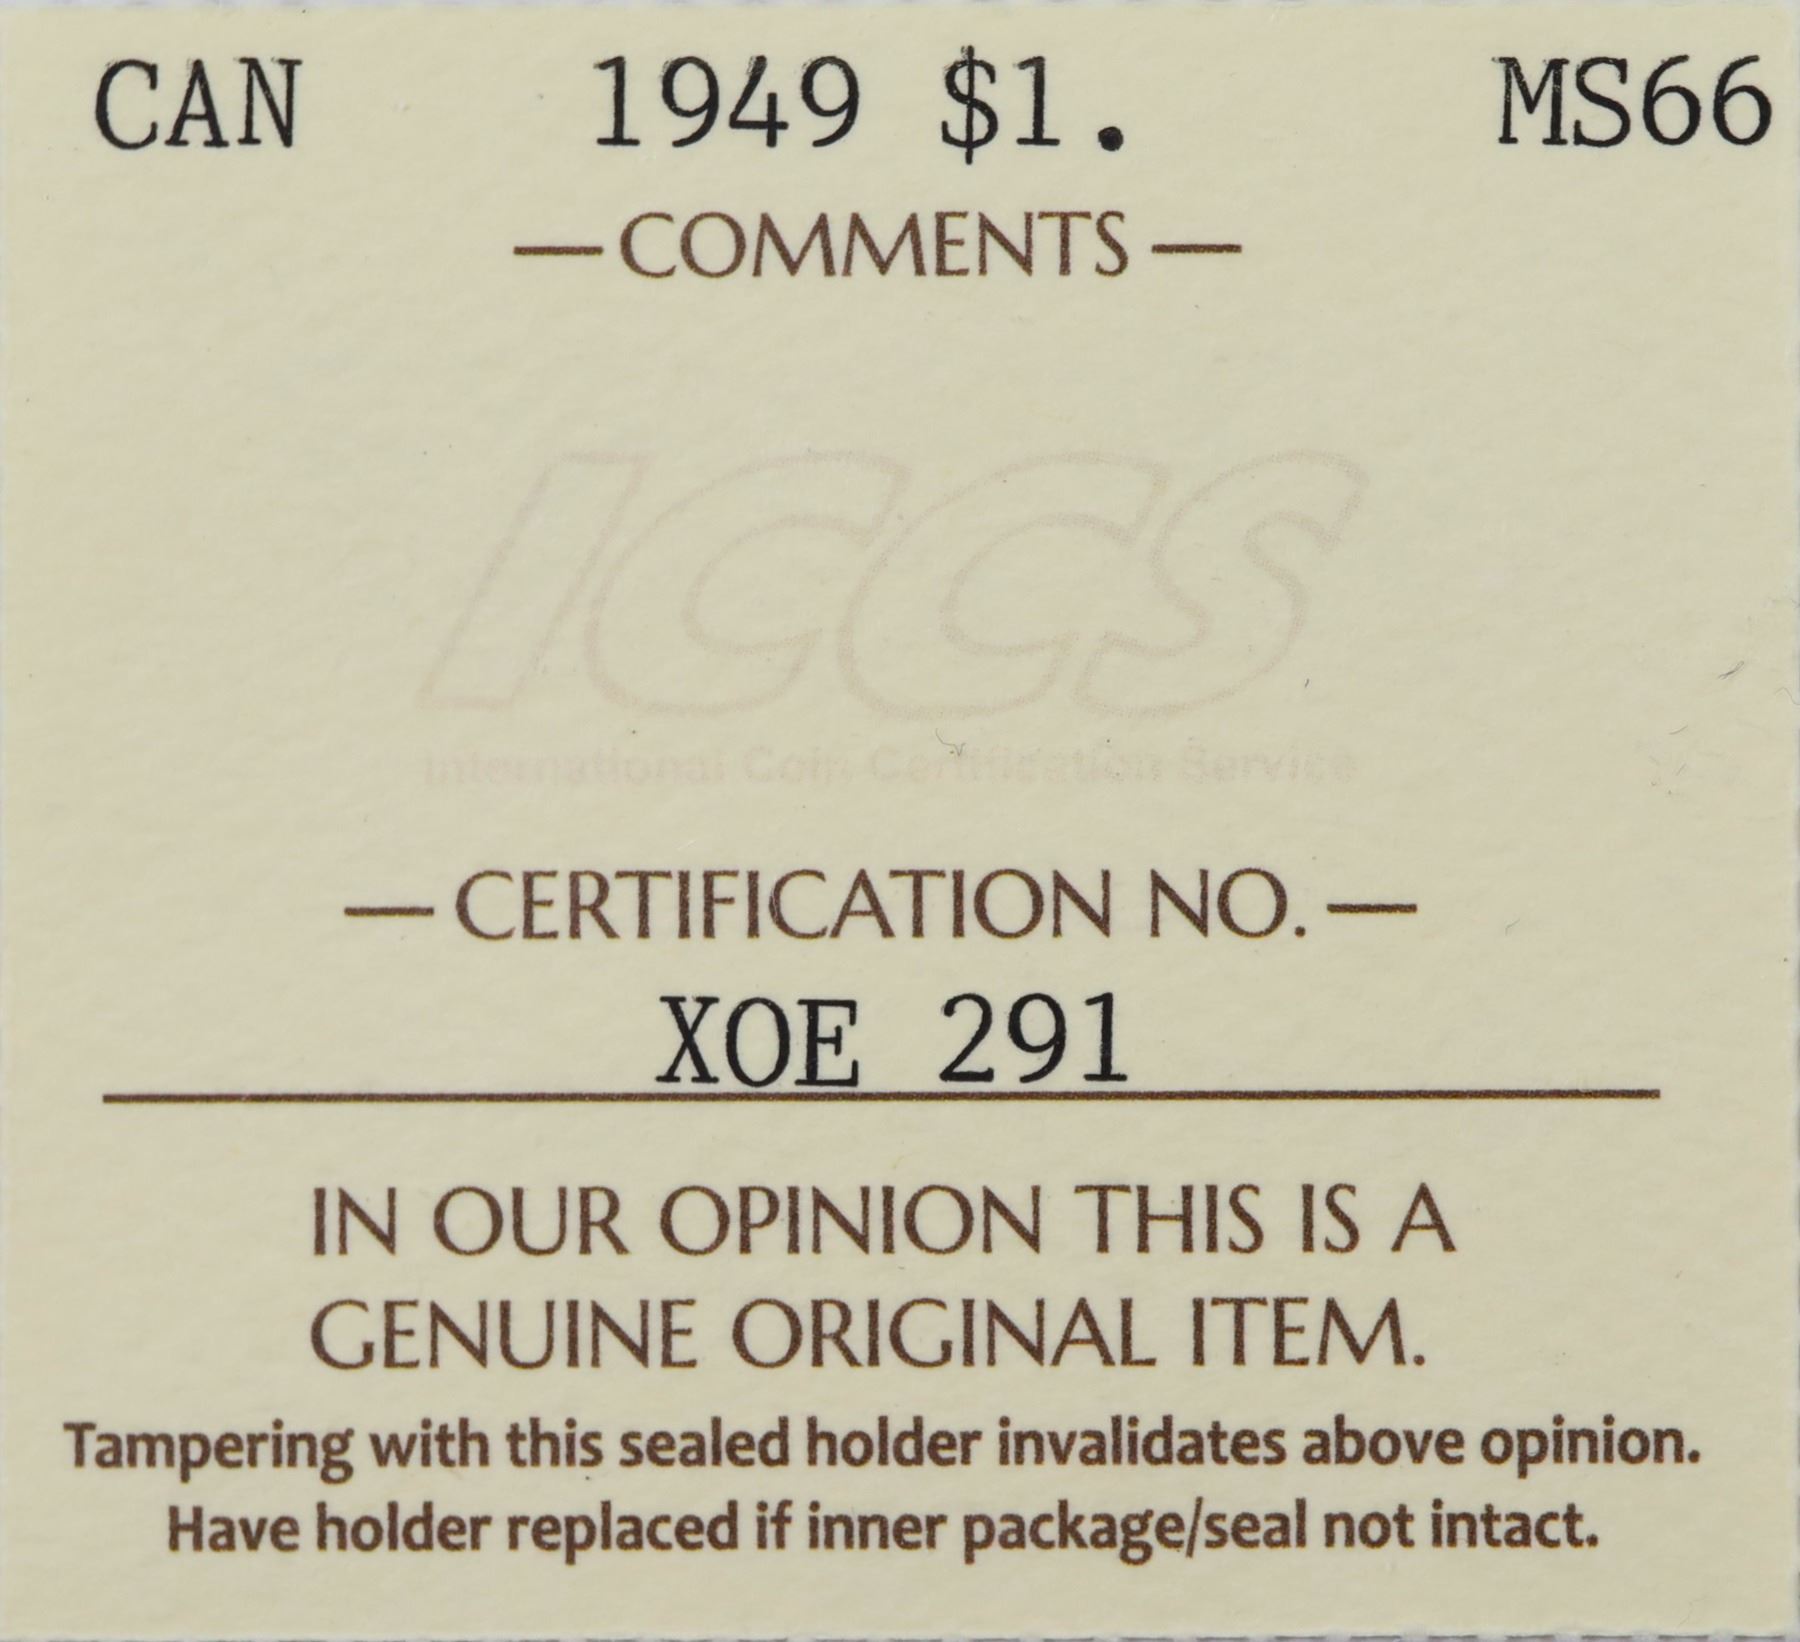 CAN 1949 $1. MS66
—COMMENTS—
ICCS
International Coin Certification Service
—CERTIFICATION NO.—
XOE 291
IN OUR OPINION THIS IS A
GENUINE ORIGINAL ITEM.
Tampering with this sealed holder invalidates above opinion.
Have holder replaced if inner package/seal not intact.